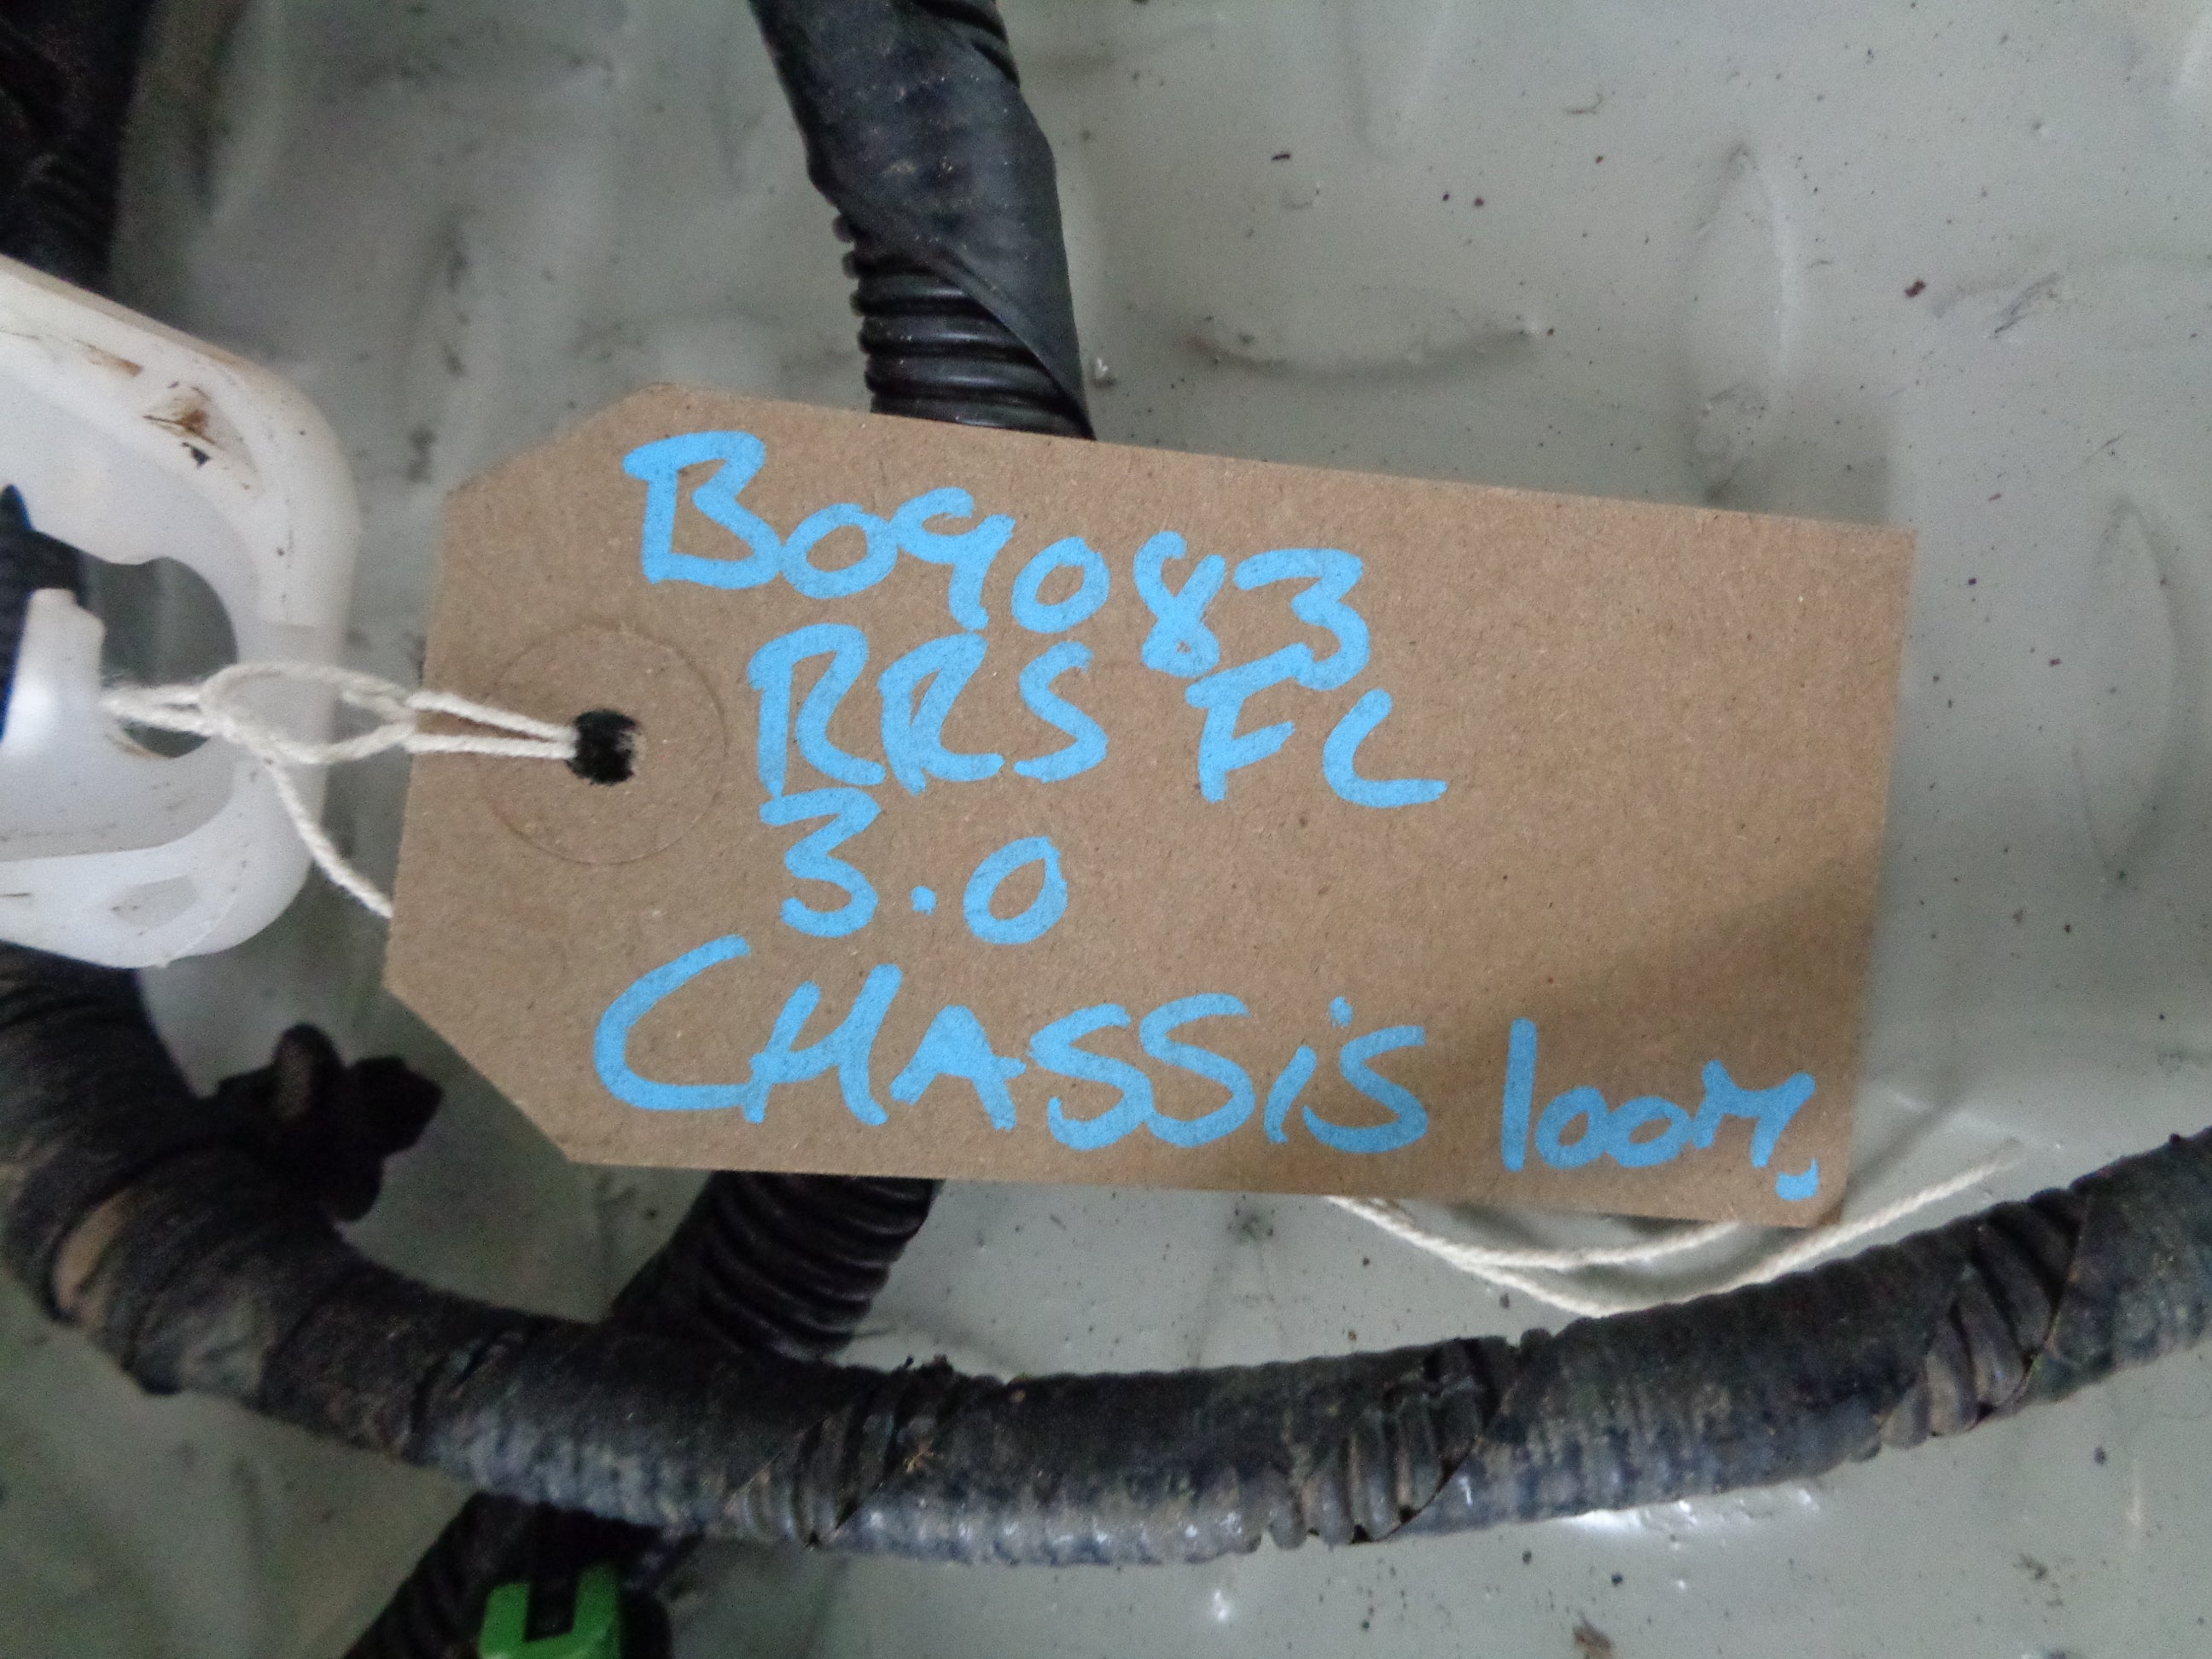 B09083
RRS FL
3.0
CHASSiS lOOM.